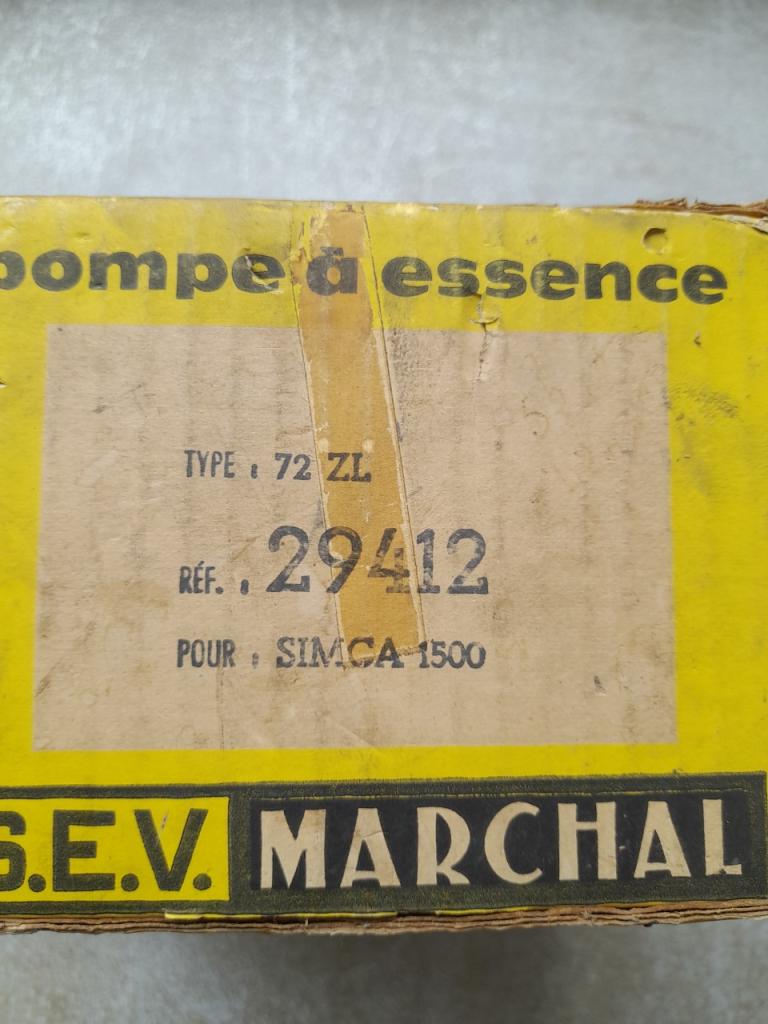 pompe à essence
TYPE : 72 ZL
RÉF. : 29412
POUR : SIMCA 1500
S.E.V. MARCHAL